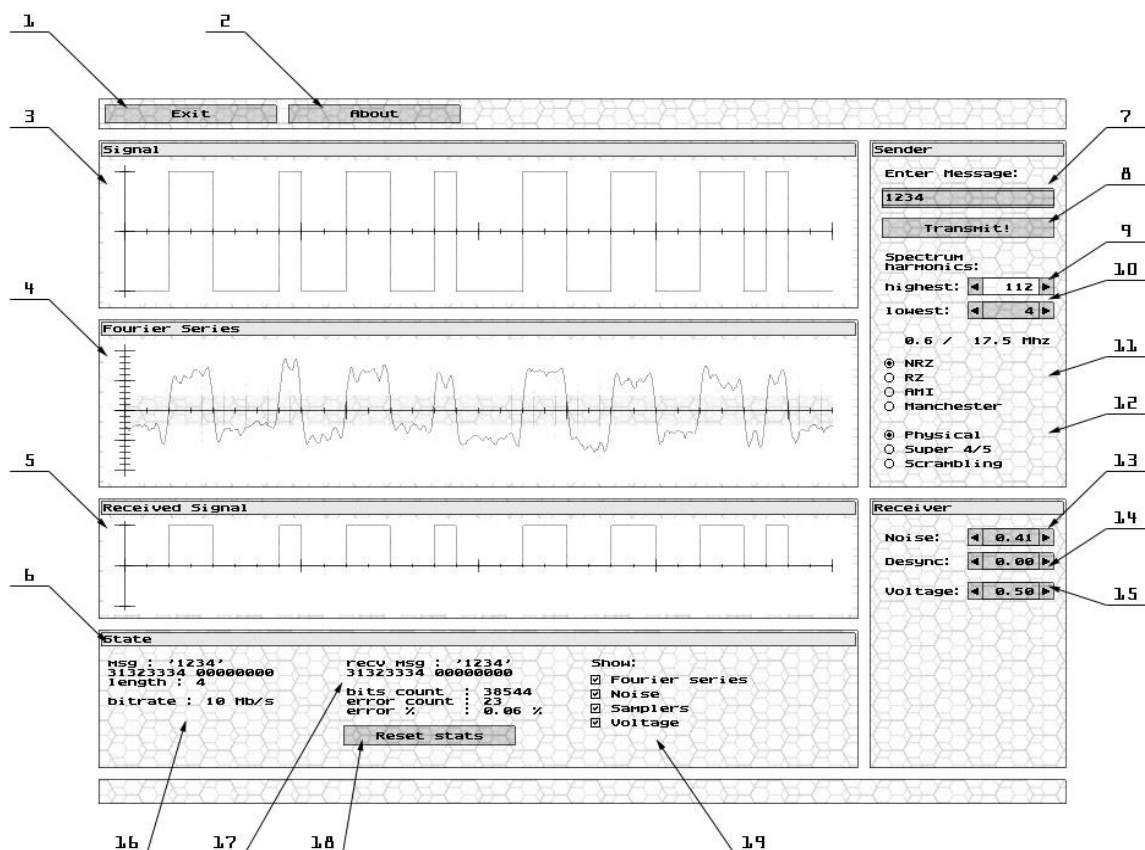 1
2
Exit
About
3
7
Signal
Sender
Enter Message:
8
1234
Transmit!
9
Spectrum
harmonics:
10
highest: 112
4
lowest: 4
Fourier Series
0.6 / 17.5 Mhz
11
NRZ
RZ
AMI
Manchester
12
Physical
Super 4/5
Scrambling
5
13
Received Signal
Receiver
Noise: 0.41
14
Desync: 0.00
6
Voltage: 0.50
15
State
msg : '1234'
31323334 00000000
length : 4
bitrate : 10 Mb/s
recv msg : '1234'
31323334 00000000
bits count : 38544
error count : 23
error % : 0.06 %
Reset stats
Show:
Fourier series
Noise
Samplers
Voltage
16
17
18
19